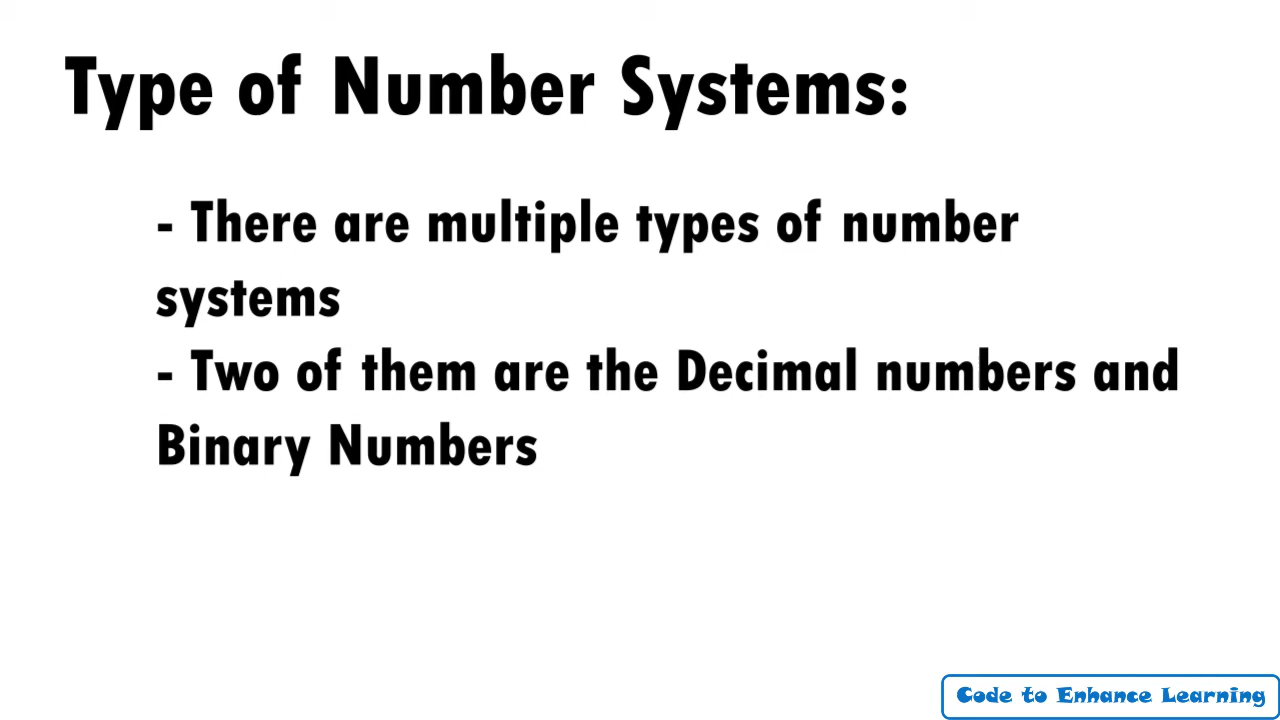 Type of Number Systems:
- There are multiple types of number
systems
- Two of them are the Decimal numbers and
Binary Numbers
Code to Enhance Learning